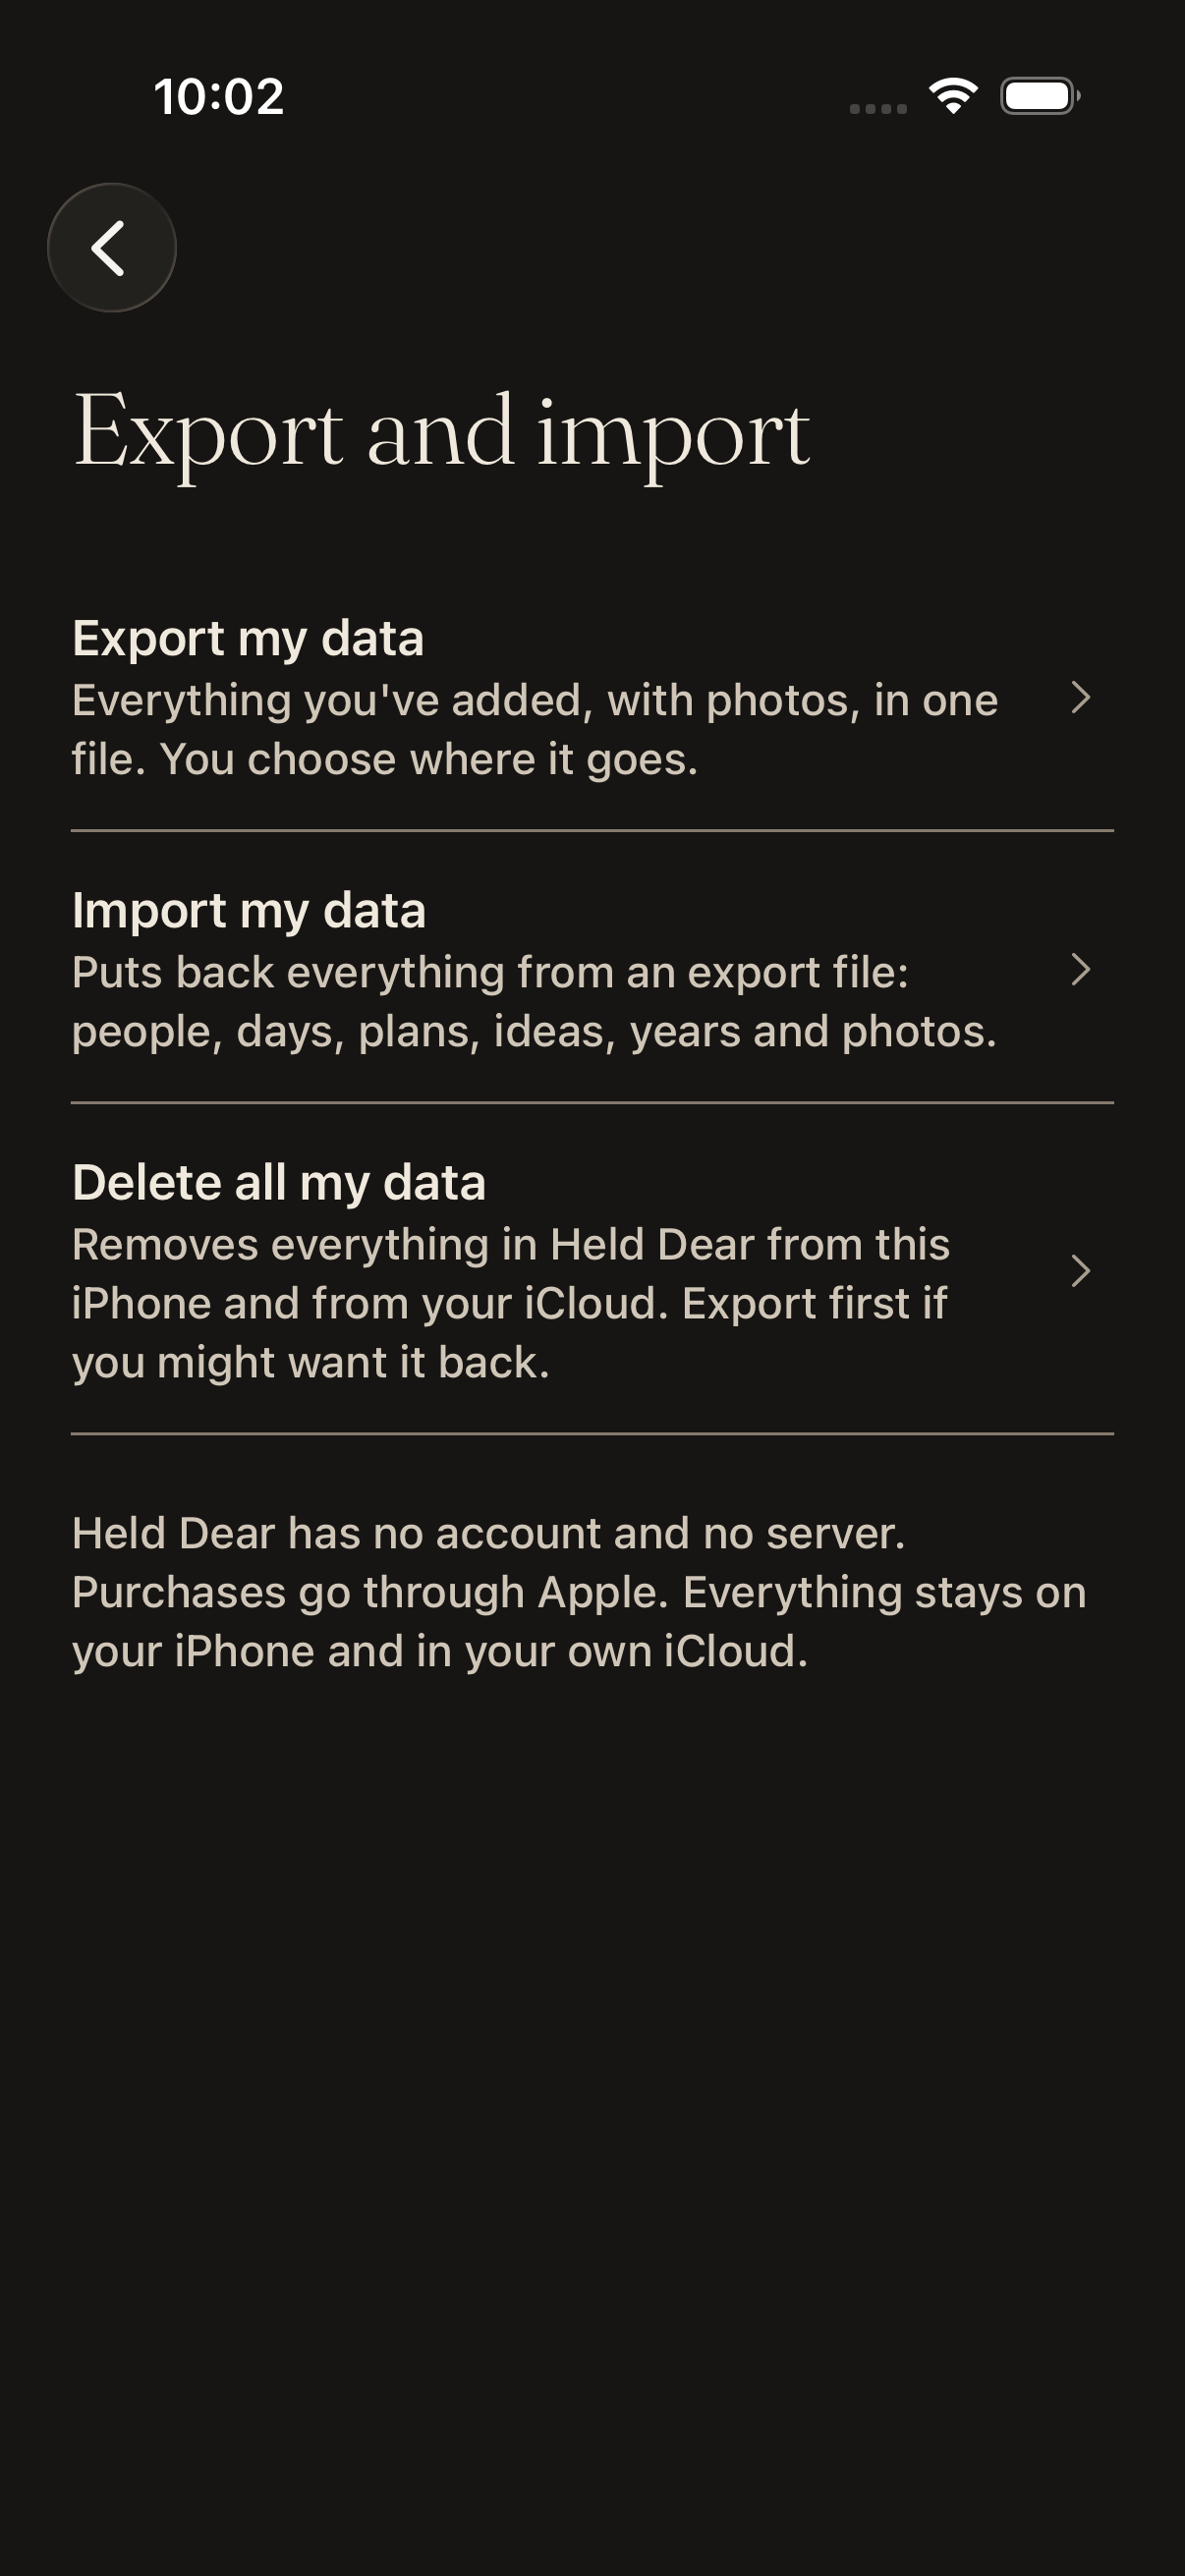 10:02
Export and import
Export my data
Everything you've added, with photos, in one
file. You choose where it goes.
Import my data
Puts back everything from an export file:
people, days, plans, ideas, years and photos.
Delete all my data
Removes everything in Held Dear from this
iPhone and from your iCloud. Export first if
you might want it back.
Held Dear has no account and no server.
Purchases go through Apple. Everything stays on
your iPhone and in your own iCloud.